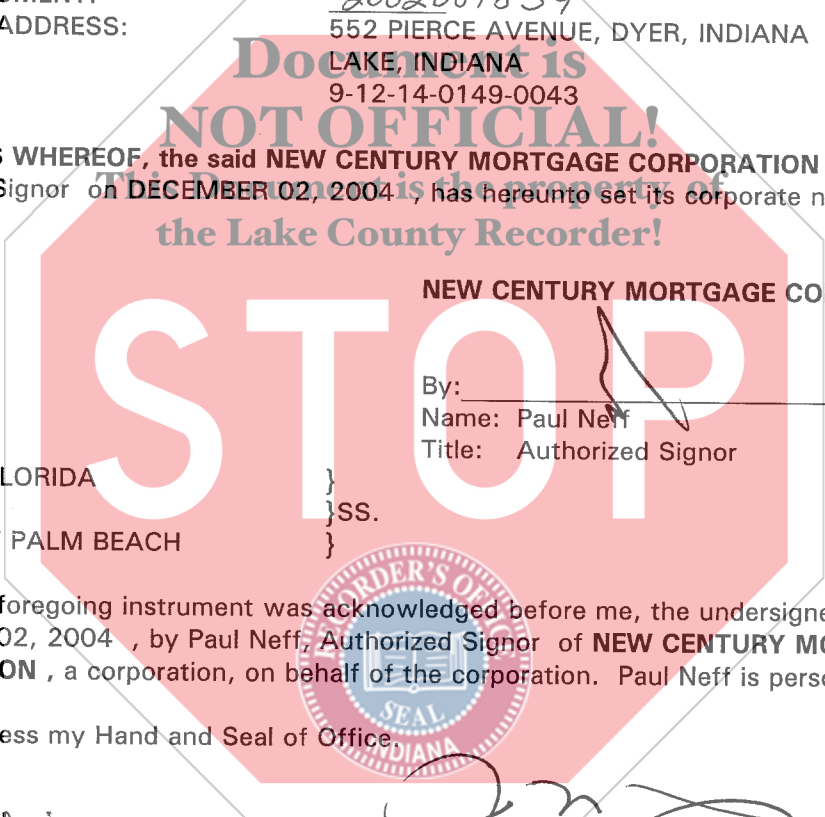 ADDRESS: 552 PIERCE AVENUE, DYER, INDIANA
Document is
LAKE, INDIANA
9-12-14-0149-0043
NOT OFFICIAL!
WHEREOF, the said NEW CENTURY MORTGAGE CORPORATION
Signor on DECEMBER 02, 2004 , has hereunto set its corporate n
This Document is the property of
the Lake County Recorder!
NEW CENTURY MORTGAGE CO
STOP
By:
Name: Paul Neff
Title: Authorized Signor
LORIDA }
}SS.
PALM BEACH }
RECORDER'S OFFICE
foregoing instrument was acknowledged before me, the undersigne
02, 2004 , by Paul Neff, Authorized Signor of NEW CENTURY MO
ON , a corporation, on behalf of the corporation. Paul Neff is perso
SEAL
INDIANA
ess my Hand and Seal of Office.